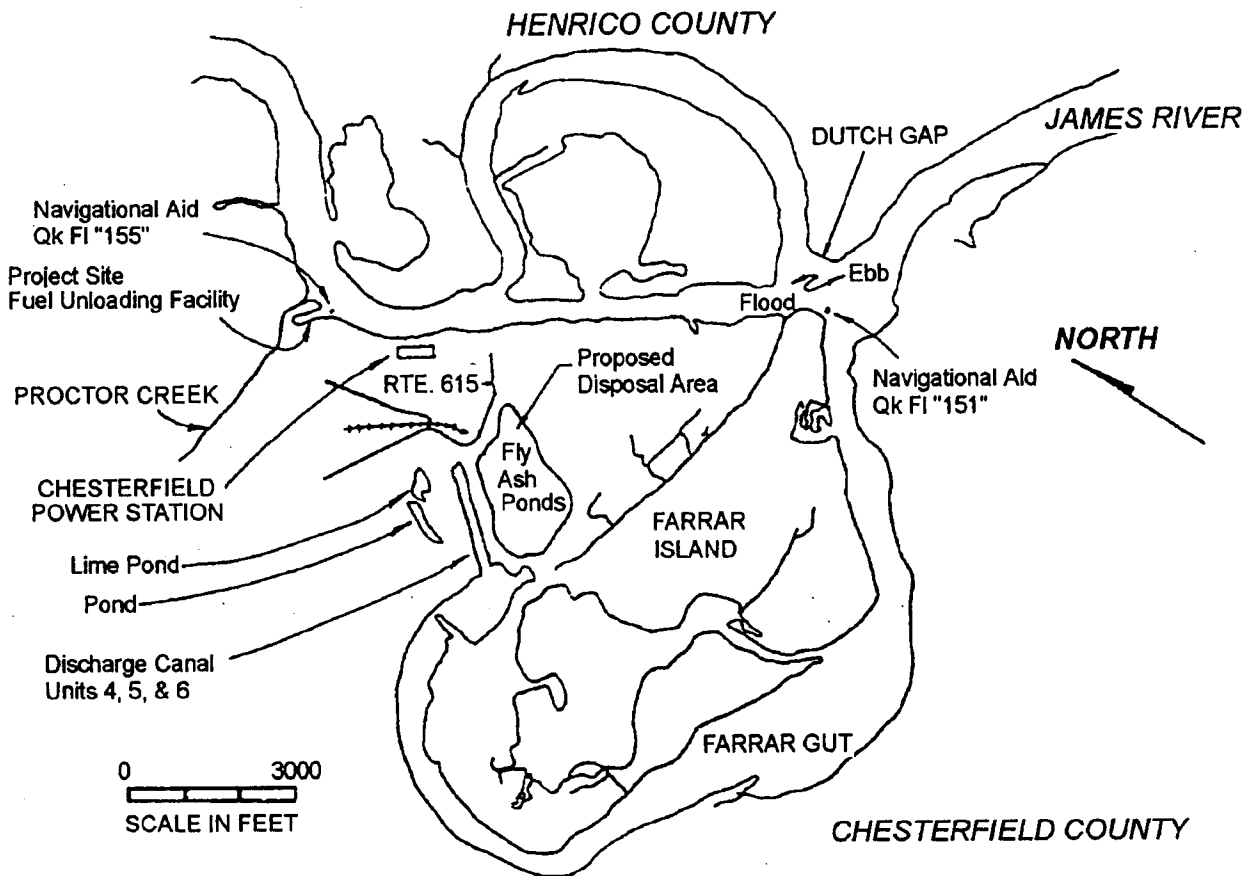 HENRICO COUNTY
JAMES RIVER
DUTCH GAP
Navigational Aid
Qk Fl "155"
Project Site
Fuel Unloading Facility
Ebb
Flood
NORTH
Proposed
Disposal Area
RTE. 615
Navigational Aid
Qk Fl "151"
PROCTOR CREEK
Fly
Ash
Ponds
CHESTERFIELD
POWER STATION
FARRAR
ISLAND
Lime Pond
Pond
Discharge Canal
Units 4, 5, & 6
FARRAR GUT
0 3000
SCALE IN FEET
CHESTERFIELD COUNTY